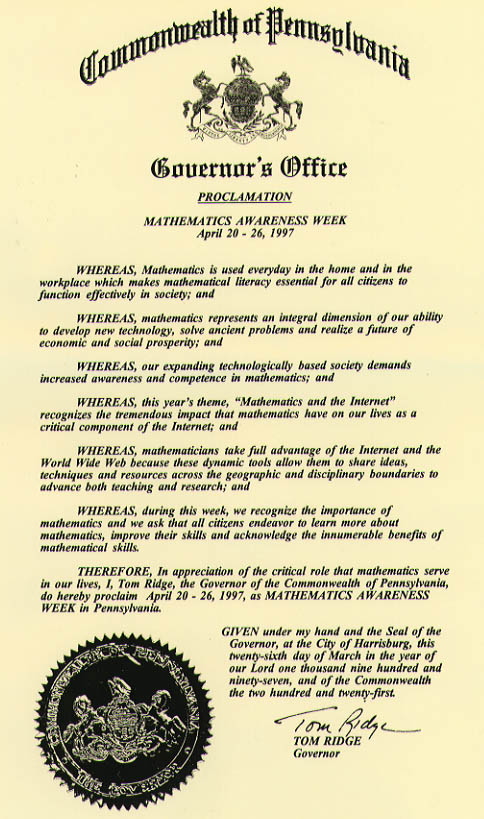 Commonwealth of Pennsylvania
Governor's Office
PROCLAMATION
MATHEMATICS AWARENESS WEEK
April 20 - 26, 1997
WHEREAS, Mathematics is used everyday in the home and in the
workplace which makes mathematical literacy essential for all citizens to
function effectively in society; and
WHEREAS, mathematics represents an integral dimension of our ability
to develop new technology, solve ancient problems and realize a future of
economic and social prosperity; and
WHEREAS, our expanding technologically based society demands
increased awareness and competence in mathematics; and
WHEREAS, this year's theme, "Mathematics and the Internet"
recognizes the tremendous impact that mathematics have on our lives as a
critical component of the Internet; and
WHEREAS, mathematicians take full advantage of the Internet and the
World Wide Web because these dynamic tools allow them to share ideas,
techniques and resources across the geographic and disciplinary boundaries to
advance both teaching and research; and
WHEREAS, during this week, we recognize the importance of
mathematics and we ask that all citizens endeavor to learn more about
mathematics, improve their skills and acknowledge the innumerable benefits of
mathematical skills.
THEREFORE, In appreciation of the critical role that mathematics serve
in our lives, I, Tom Ridge, the Governor of the Commonwealth of Pennsylvania,
do hereby proclaim April 20 - 26, 1997, as MATHEMATICS AWARENESS
WEEK in Pennsylvania.
GIVEN under my hand and the Seal of the
Governor, at the City of Harrisburg, this
twenty-sixth day of March in the year of
our Lord one thousand nine hundred and
ninety-seven, and of the Commonwealth
the two hundred and twenty-first.
Tom Ridge
TOM RIDGE
Governor